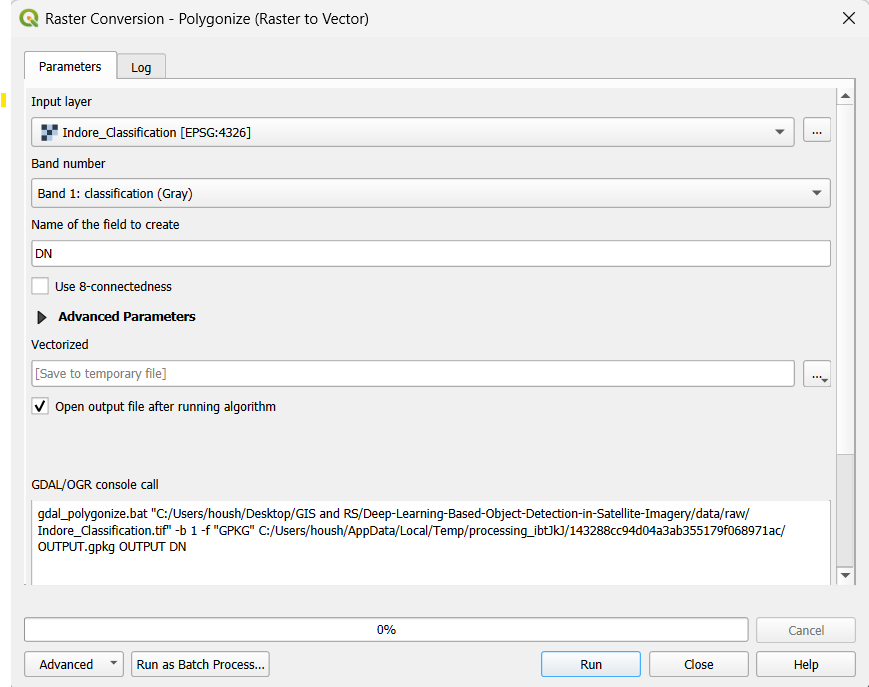 Raster Conversion - Polygonize (Raster to Vector)
Parameters
Log
Input layer
Indore_Classification [EPSG:4326]
...
Band number
Band 1: classification (Gray)
Name of the field to create
DN
Use 8-connectedness
Advanced Parameters
Vectorized
[Save to temporary file]
...
Open output file after running algorithm
GDAL/OGR console call
gdal_polygonize.bat "C:/Users/housh/Desktop/GIS and RS/Deep-Learning-Based-Object-Detection-in-Satellite-Imagery/data/raw/
Indore_Classification.tif" -b 1 -f "GPKG" C:/Users/housh/AppData/Local/Temp/processing_ibtJkJ/143288cc94d04a3ab355179f068971ac/
OUTPUT.gpkg OUTPUT DN
0%
Cancel
Advanced
Run as Batch Process...
Run
Close
Help